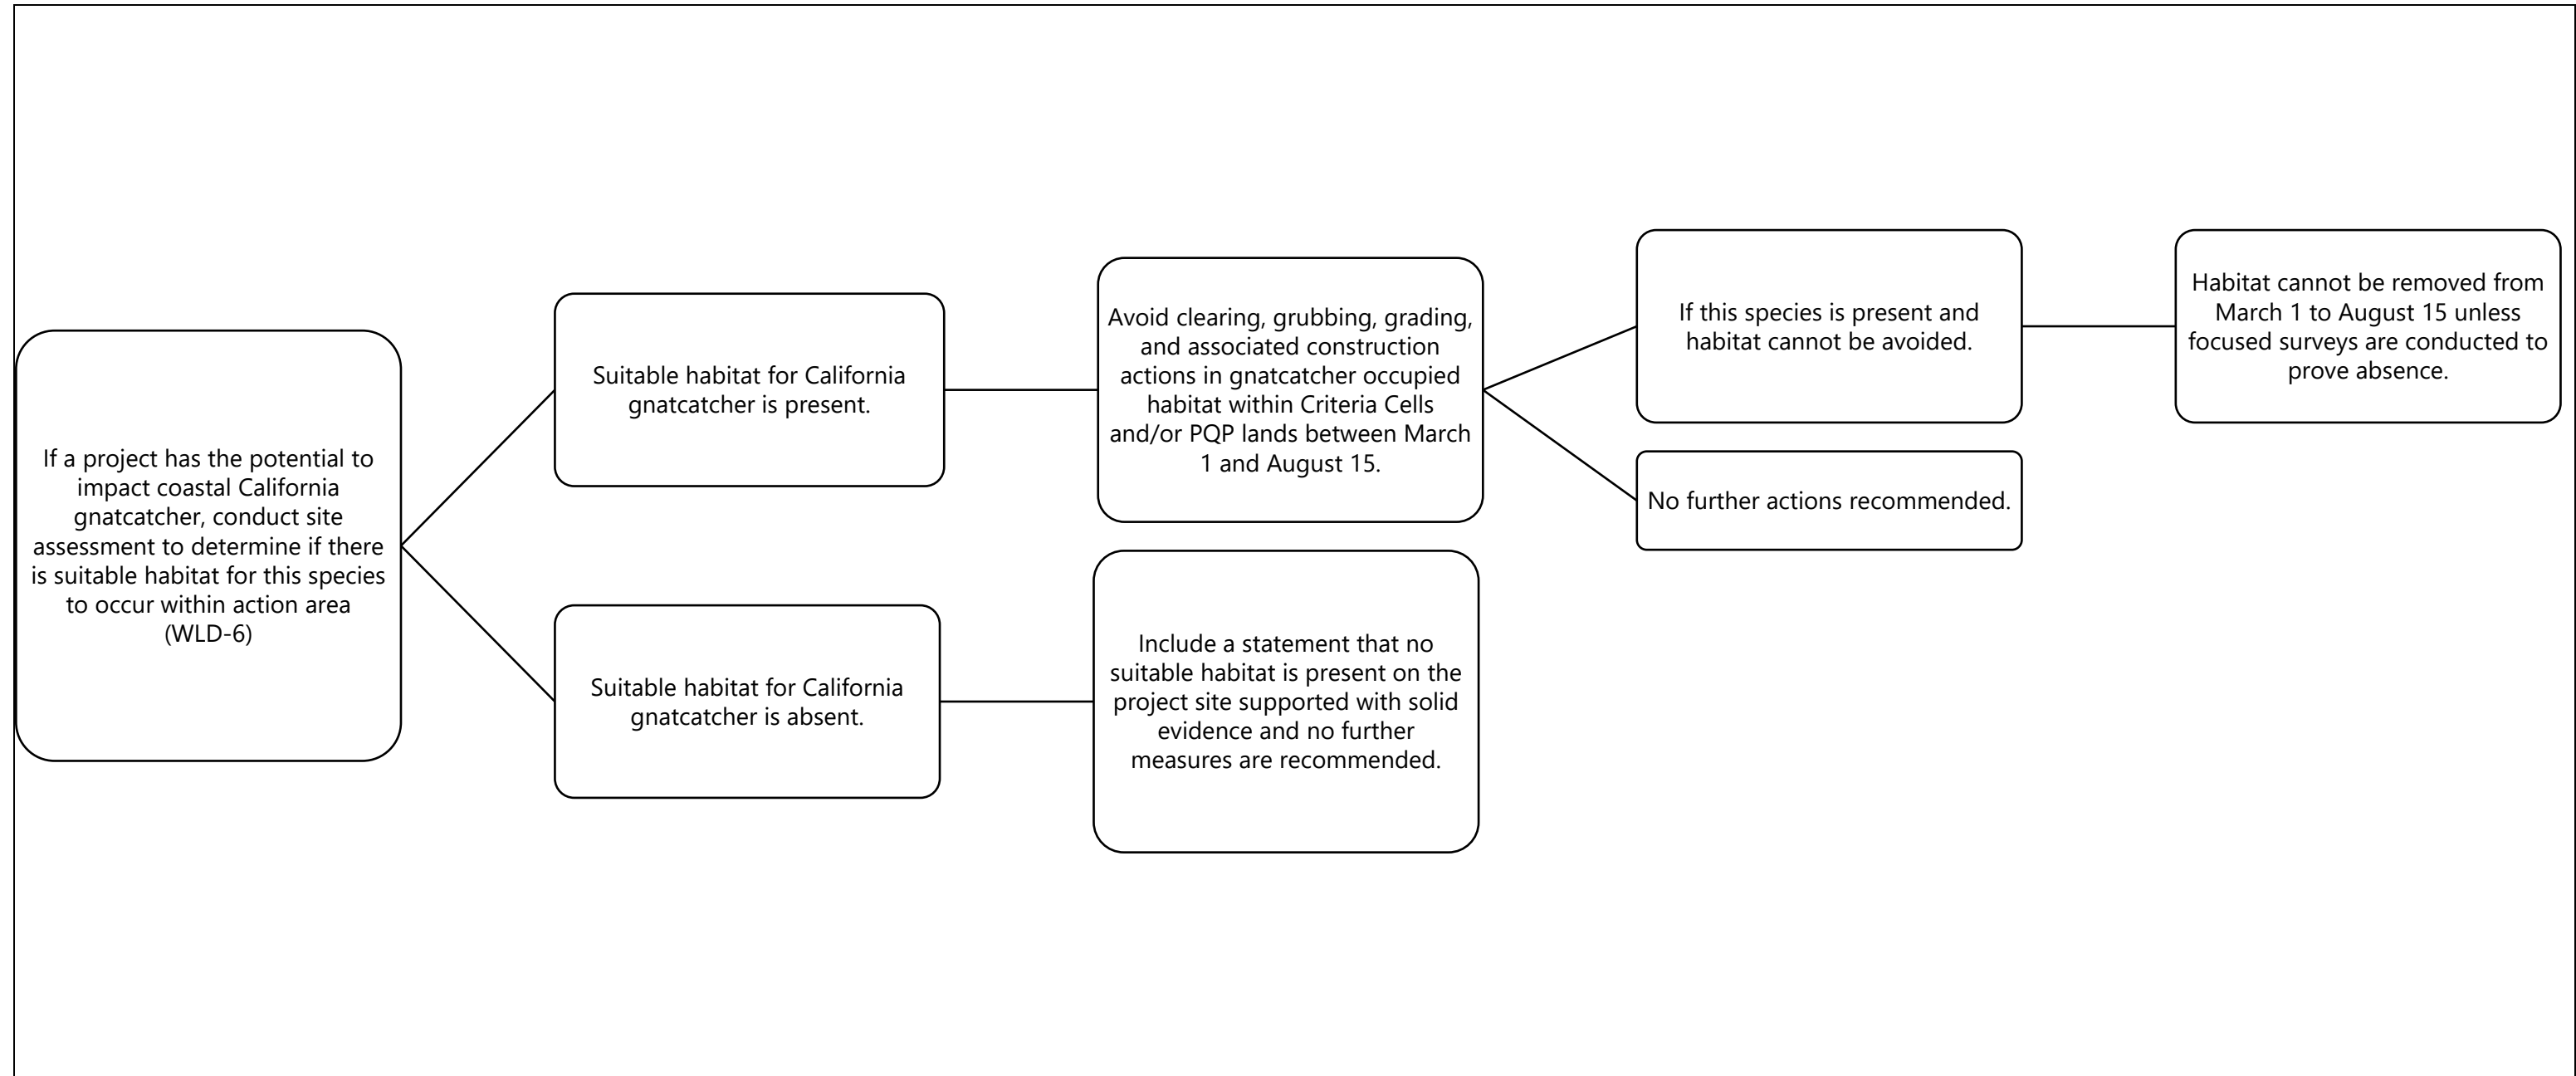 If a project has the potential to
impact coastal California
gnatcatcher, conduct site
assessment to determine if there
is suitable habitat for this species
to occur within action area
(WLD-6)
Suitable habitat for California
gnatcatcher is present.
Avoid clearing, grubbing, grading,
and associated construction
actions in gnatcatcher occupied
habitat within Criteria Cells
and/or PQP lands between March
1 and August 15.
If this species is present and
habitat cannot be avoided.
Habitat cannot be removed from
March 1 to August 15 unless
focused surveys are conducted to
prove absence.
No further actions recommended.
Suitable habitat for California
gnatcatcher is absent.
Include a statement that no
suitable habitat is present on the
project site supported with solid
evidence and no further
measures are recommended.